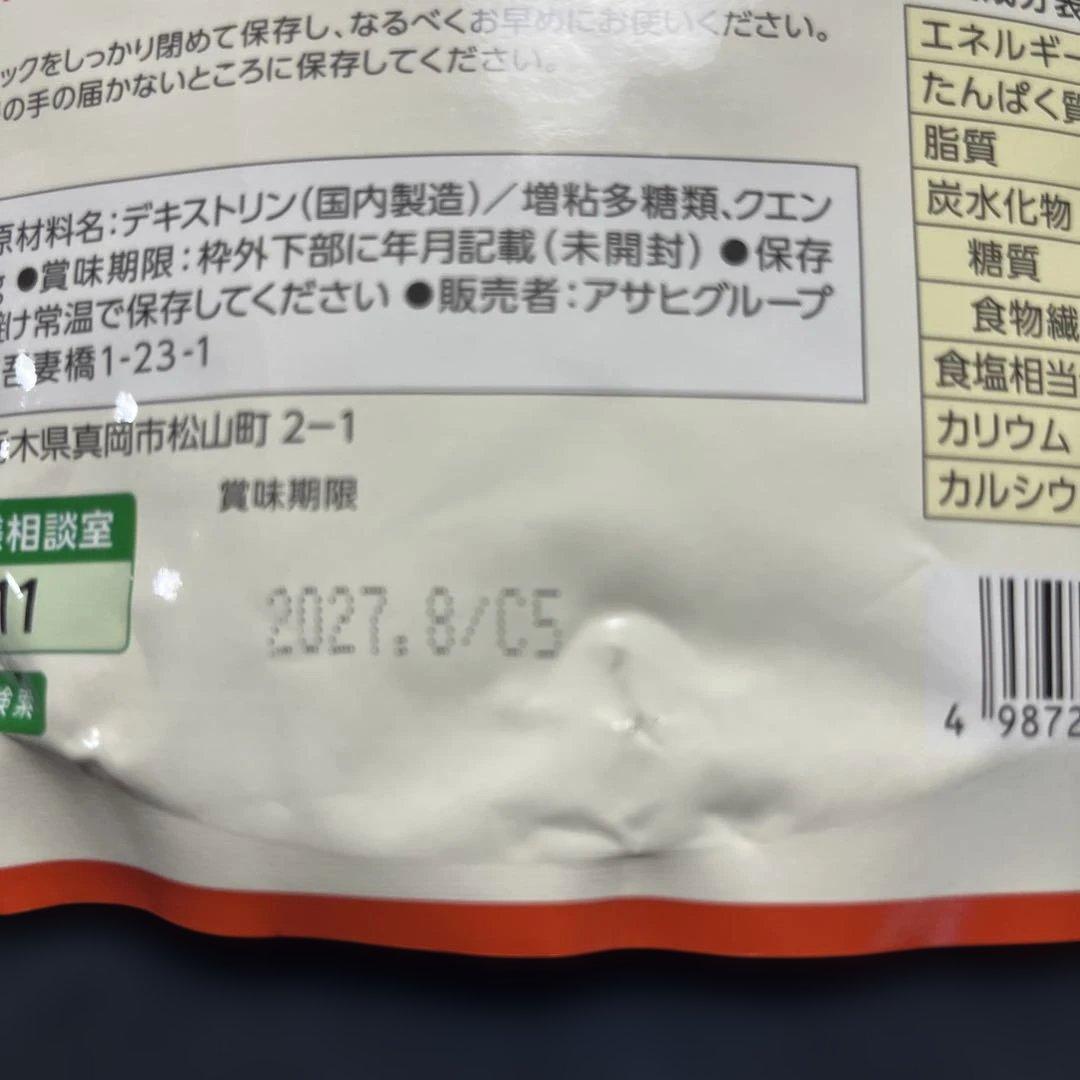 ックをしっかり閉めて保存し、なるべくお早めにお使いください。
の手の届かないところに保存してください。
原材料名：デキストリン（国内製造）／増粘多糖類、クエン
g ●賞味期限：枠外下部に年月記載（未開封） ●保存
避け常温で保存してください ●販売者：アサヒグループ
吾妻橋1-23-1
木県真岡市松山町 2－1
賞味期限
2027.8/C5
相談室
11
検索
エネルギー
たんぱく質
脂質
炭水化物
糖質
食物繊
食塩相当
カリウム
カルシウ
4 9872